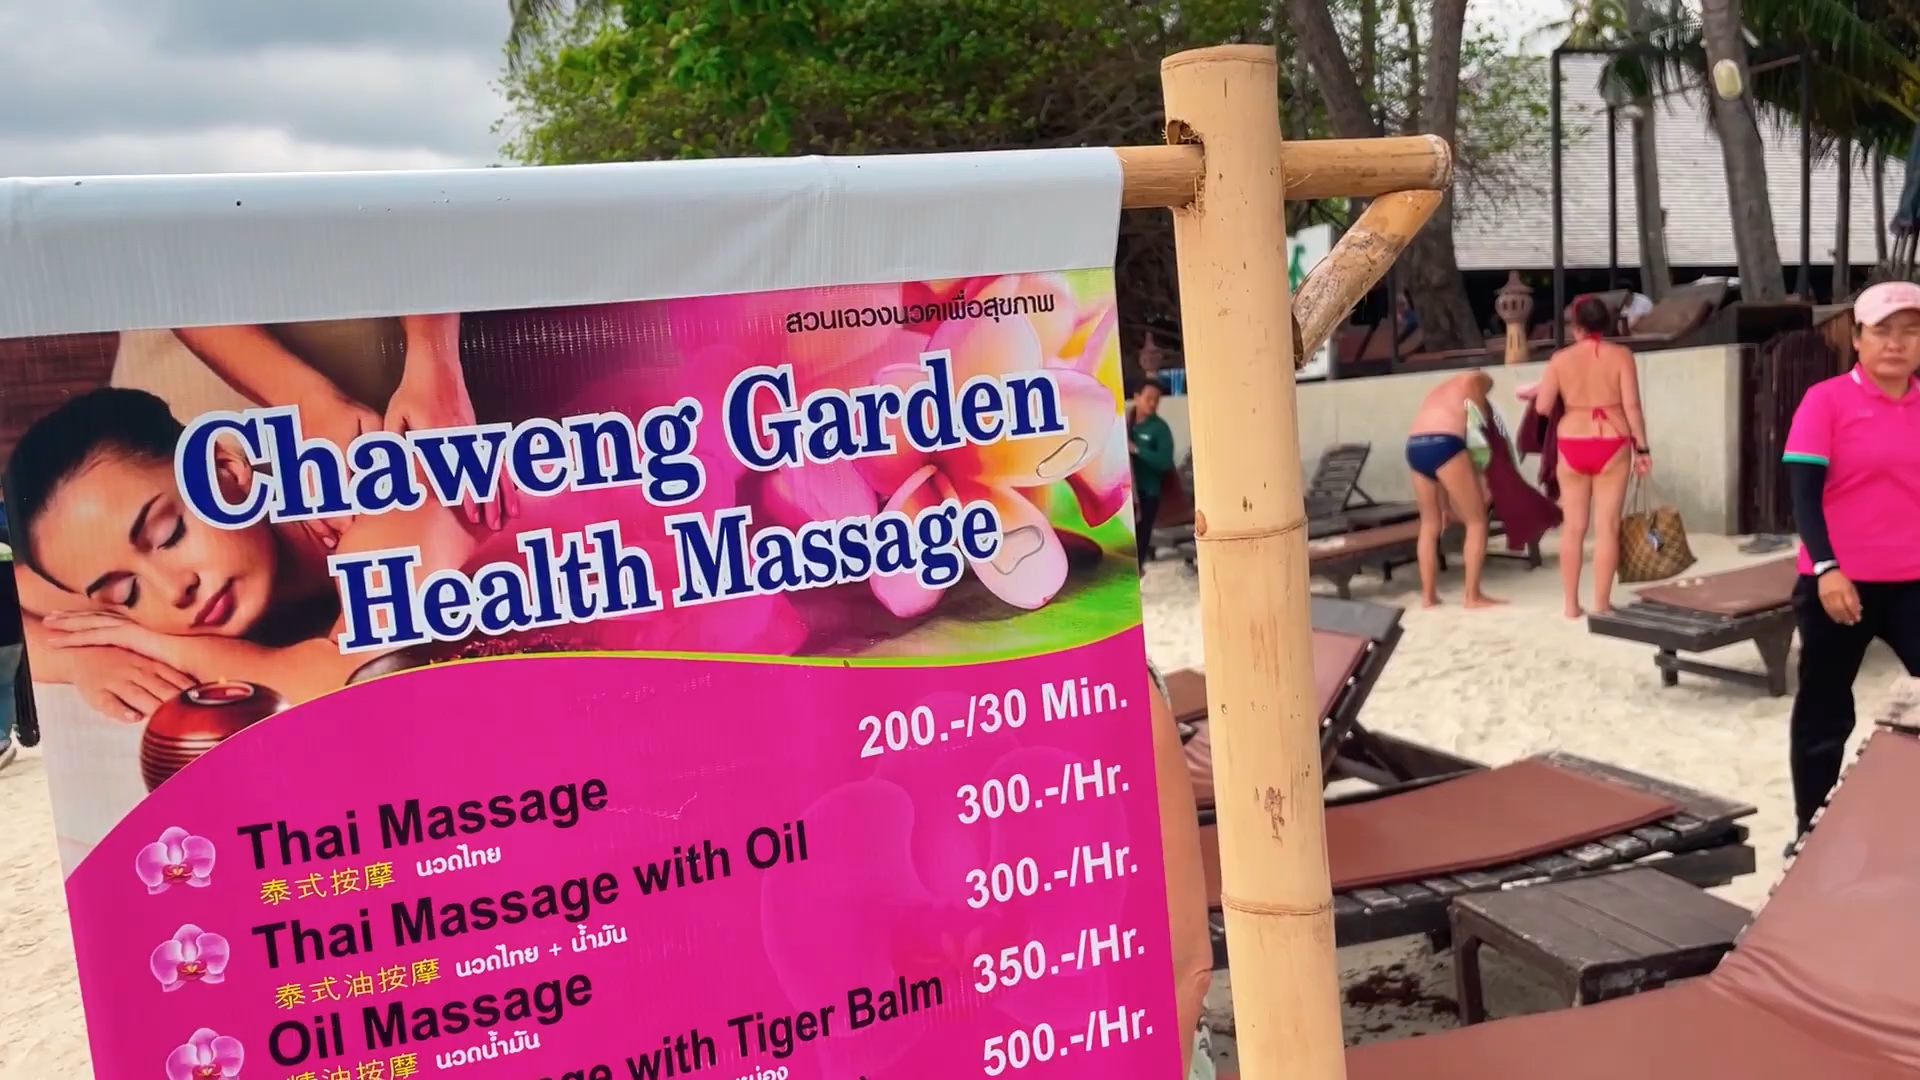 สวนเฉวงนวดเพื่อสุขภาพ
Chaweng Garden
Health Massage
200.-/30 Min.
Thai Massage 300.-/Hr.
泰式按摩 นวดไทย
Thai Massage with Oil 300.-/Hr.
泰式油按摩 นวดไทย + น้ำมัน
Oil Massage 350.-/Hr.
精油按摩 นวดน้ำมัน
with Tiger Balm 500.-/Hr.